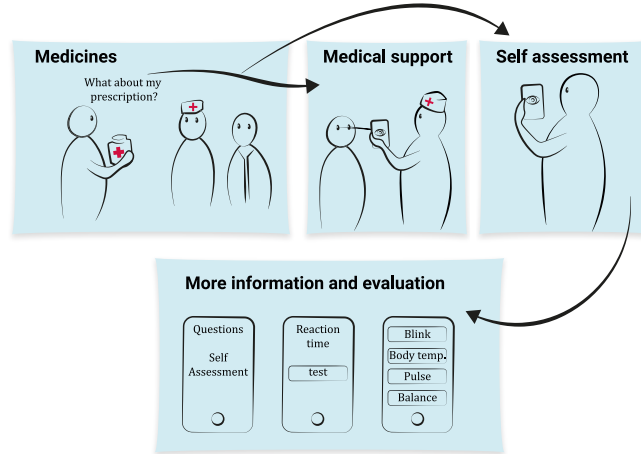 Medicines
What about my
prescription?
Medical support
Self assessment
More information and evaluation
Questions
Self
Assessment
Reaction
time
test
Blink
Body temp.
Pulse
Balance